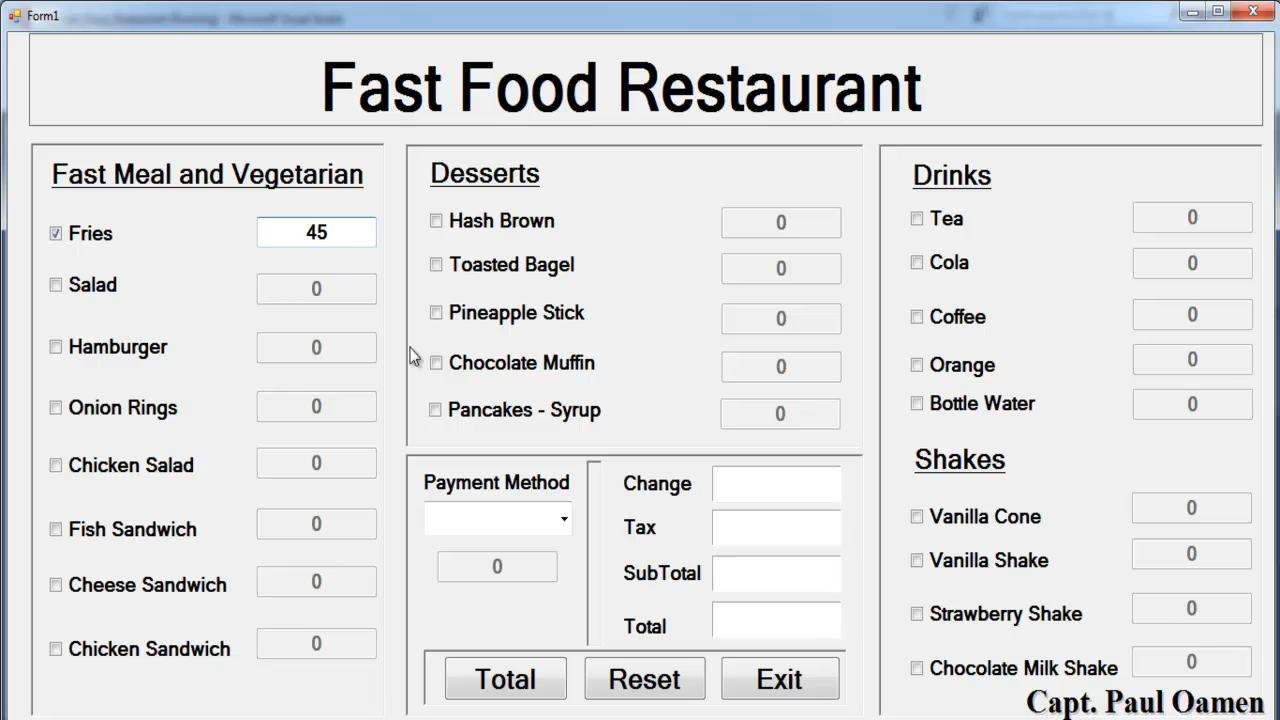 Form1
Fast Food Restaurant
Fast Meal and Vegetarian
Fries 45
Salad 0
Hamburger 0
Onion Rings 0
Chicken Salad 0
Fish Sandwich 0
Cheese Sandwich 0
Chicken Sandwich 0
Desserts
Hash Brown 0
Toasted Bagel 0
Pineapple Stick 0
Chocolate Muffin 0
Pancakes - Syrup 0
Payment Method
0
Change
Tax
SubTotal
Total
Total Reset Exit
Drinks
Tea 0
Cola 0
Coffee 0
Orange 0
Bottle Water 0
Shakes
Vanilla Cone 0
Vanilla Shake 0
Strawberry Shake 0
Chocolate Milk Shake 0
Capt. Paul Oamen